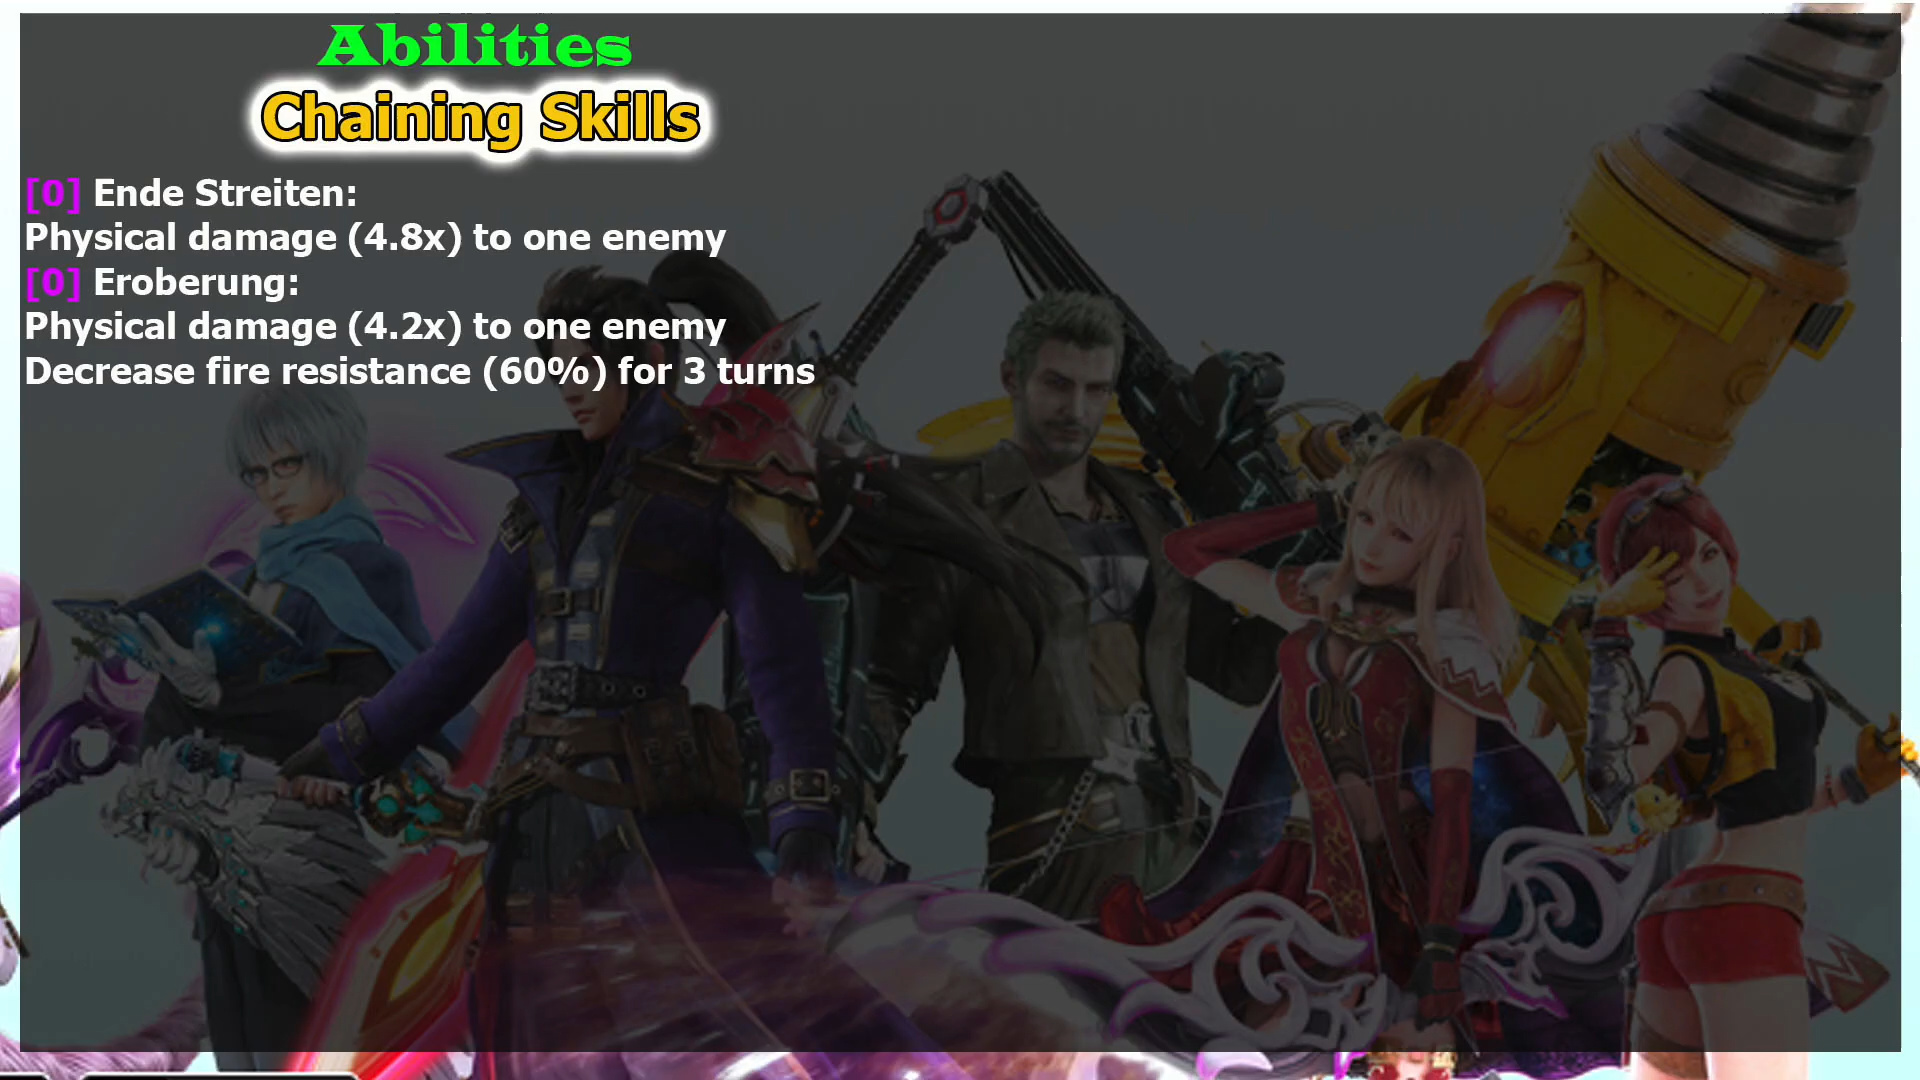 Abilities
Chaining Skills
[0] Ende Streiten:
Physical damage (4.8x) to one enemy
[0] Eroberung:
Physical damage (4.2x) to one enemy
Decrease fire resistance (60%) for 3 turns